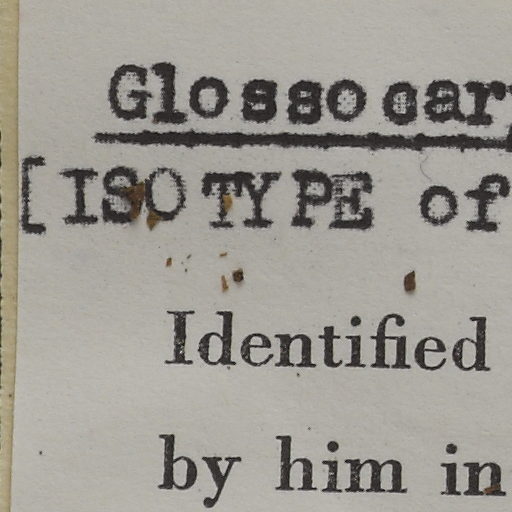 Glossocar
[ISOTYPE of
Identified
by him in